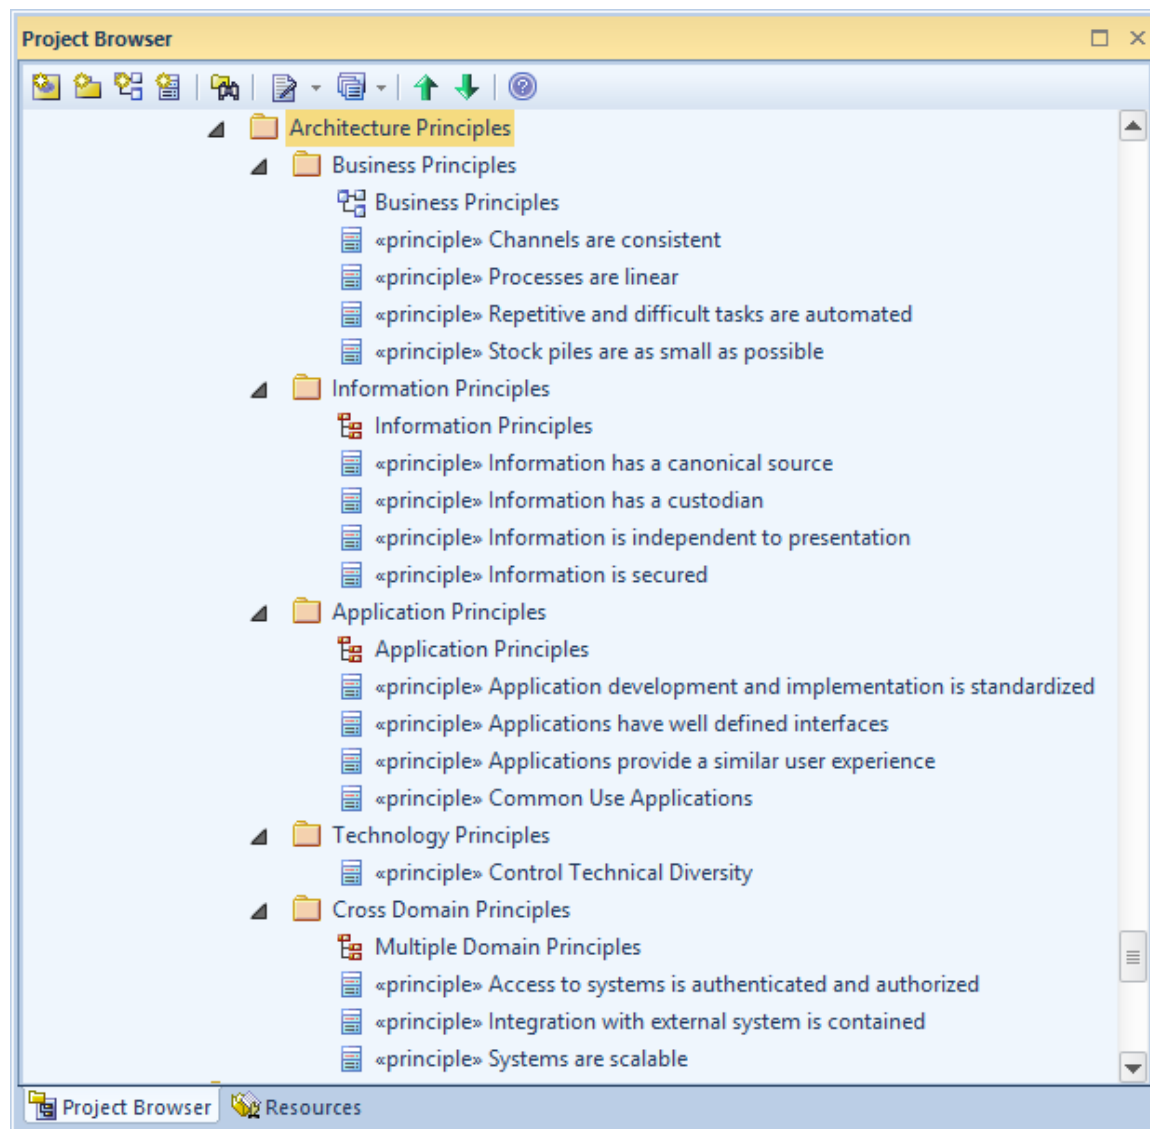 Project Browser
Architecture Principles
Business Principles
Business Principles
«principle» Channels are consistent
«principle» Processes are linear
«principle» Repetitive and difficult tasks are automated
«principle» Stock piles are as small as possible
Information Principles
Information Principles
«principle» Information has a canonical source
«principle» Information has a custodian
«principle» Information is independent to presentation
«principle» Information is secured
Application Principles
Application Principles
«principle» Application development and implementation is standardized
«principle» Applications have well defined interfaces
«principle» Applications provide a similar user experience
«principle» Common Use Applications
Technology Principles
«principle» Control Technical Diversity
Cross Domain Principles
Multiple Domain Principles
«principle» Access to systems is authenticated and authorized
«principle» Integration with external system is contained
«principle» Systems are scalable
Project Browser Resources